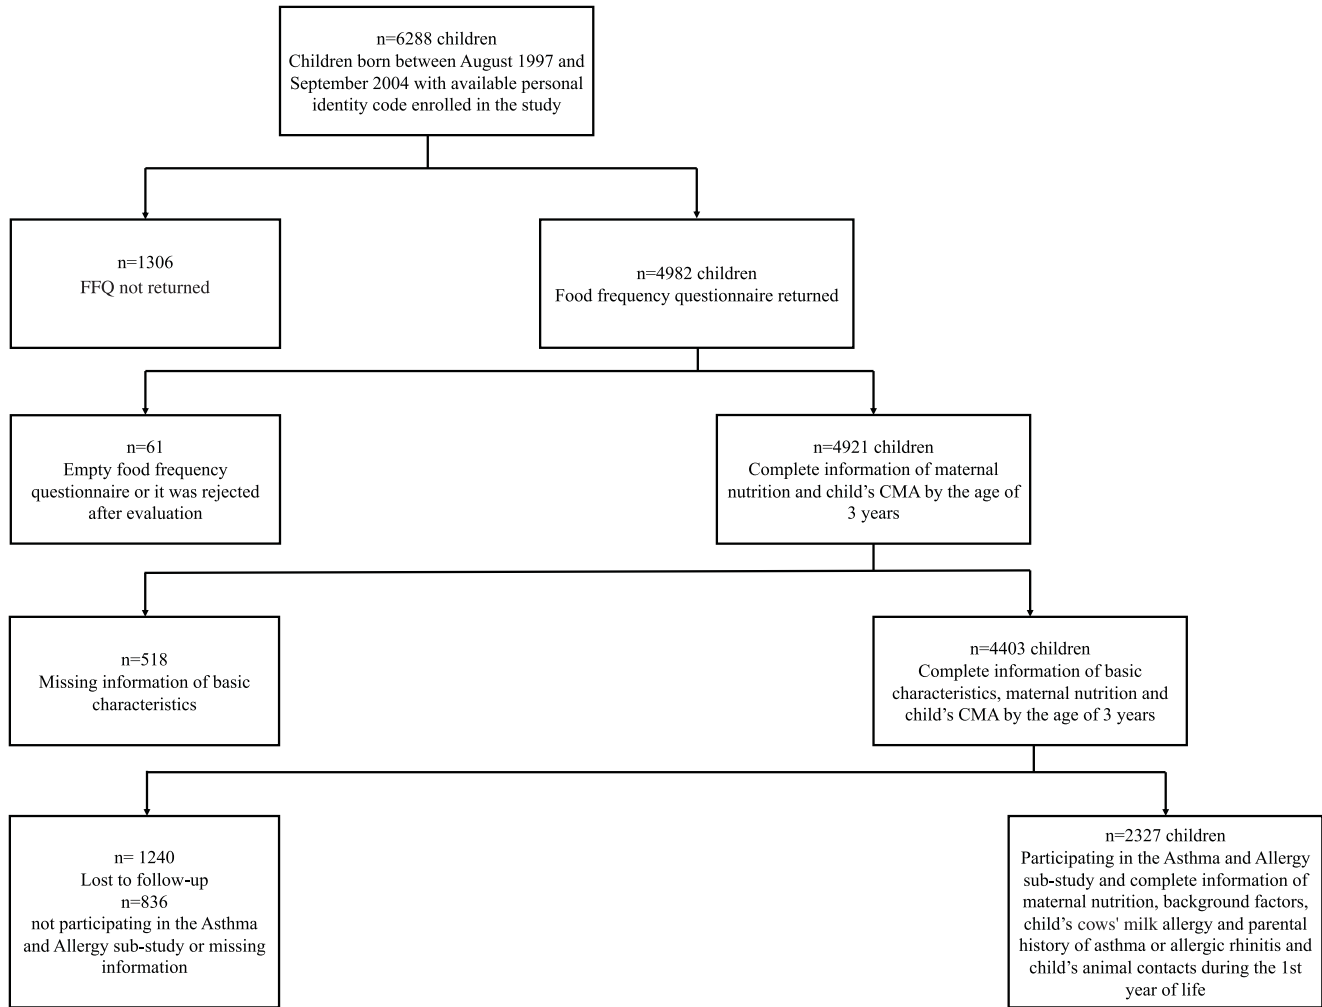 n=6288 children
Children born between August 1997 and
September 2004 with available personal
identity code enrolled in the study
n=1306
FFQ not returned
n=4982 children
Food frequency questionnaire returned
n=61
Empty food frequency
questionnaire or it was rejected
after evaluation
n=4921 children
Complete information of maternal
nutrition and child’s CMA by the age of
3 years
n=518
Missing information of basic
characteristics
n=4403 children
Complete information of basic
characteristics, maternal nutrition and
child’s CMA by the age of 3 years
n= 1240
Lost to follow-up
n=836
not participating in the Asthma
and Allergy sub-study or missing
information
n=2327 children
Participating in the Asthma and Allergy
sub-study and complete information of
maternal nutrition, background factors,
child’s cows' milk allergy and parental
history of asthma or allergic rhinitis and
child’s animal contacts during the 1st
year of life